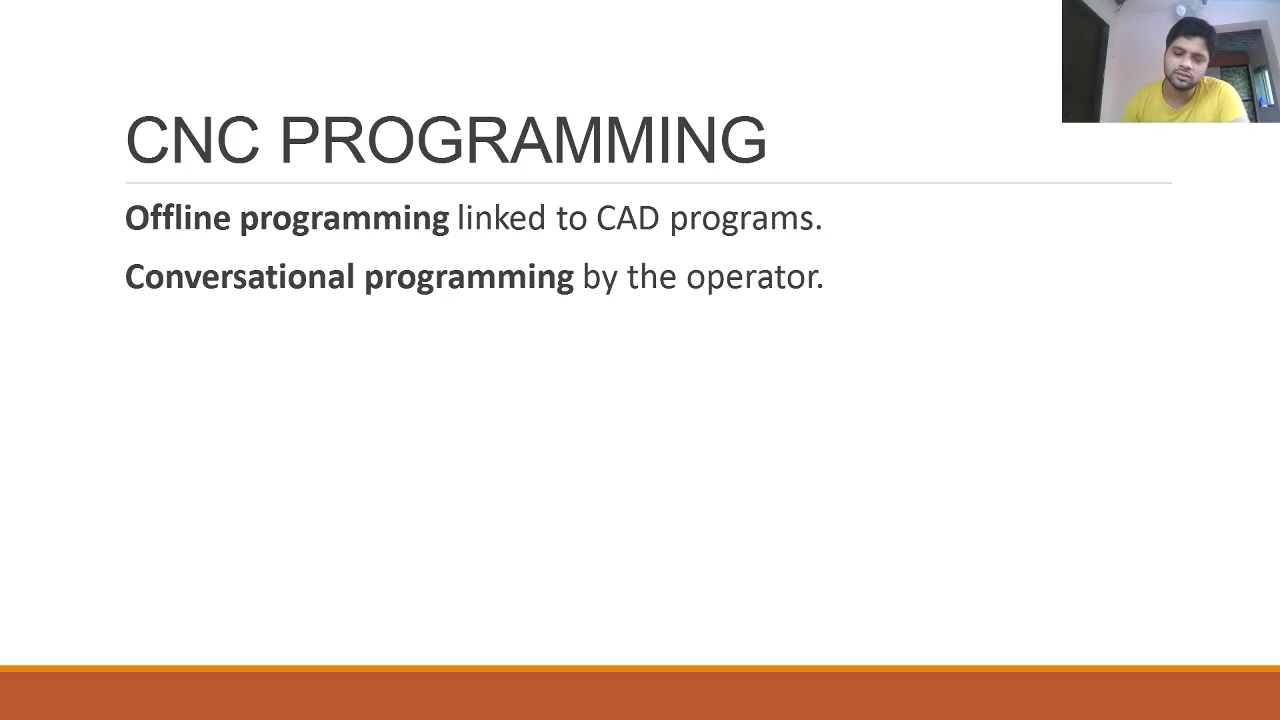 CNC PROGRAMMING
Offline programming linked to CAD programs.
Conversational programming by the operator.